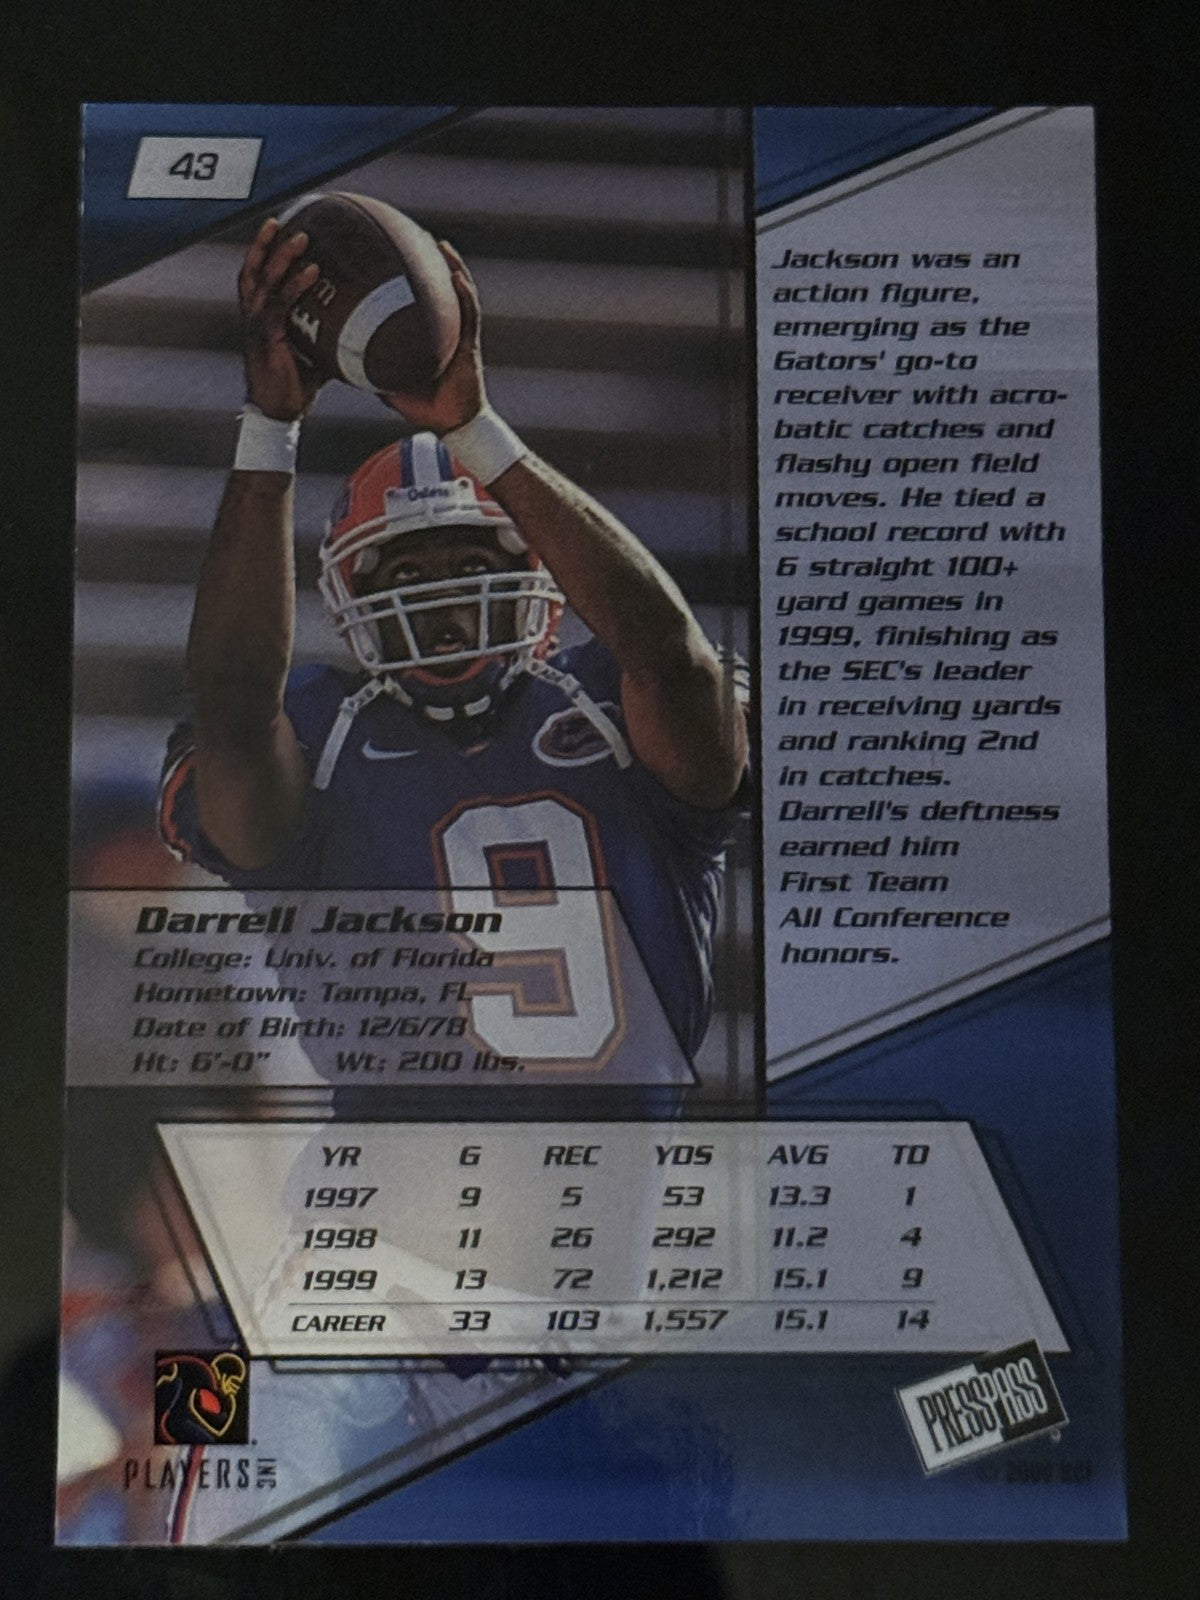 43
Jackson was an
action figure,
emerging as the
Gators' go-to
receiver with acro-
batic catches and
flashy open field
moves. He tied a
school record with
6 straight 100+
yard games in
1999, finishing as
the SEC's leader
in receiving yards
and ranking 2nd
in catches.
Darrell's deftness
earned him
First Team
All Conference
honors.
Gators
9
Darrell Jackson
College: Univ. of Florida
Hometown: Tampa, FL
Date of Birth: 12/6/78
Ht: 6'-0" Wt: 200 lbs.
YR G REC YDS AVG TD
1997 9 5 53 13.3 1
1998 11 26 292 11.2 4
1999 13 72 1,212 15.1 9
CAREER 33 103 1,557 15.1 14
PLAYERS INC
PRESS PASS
2000